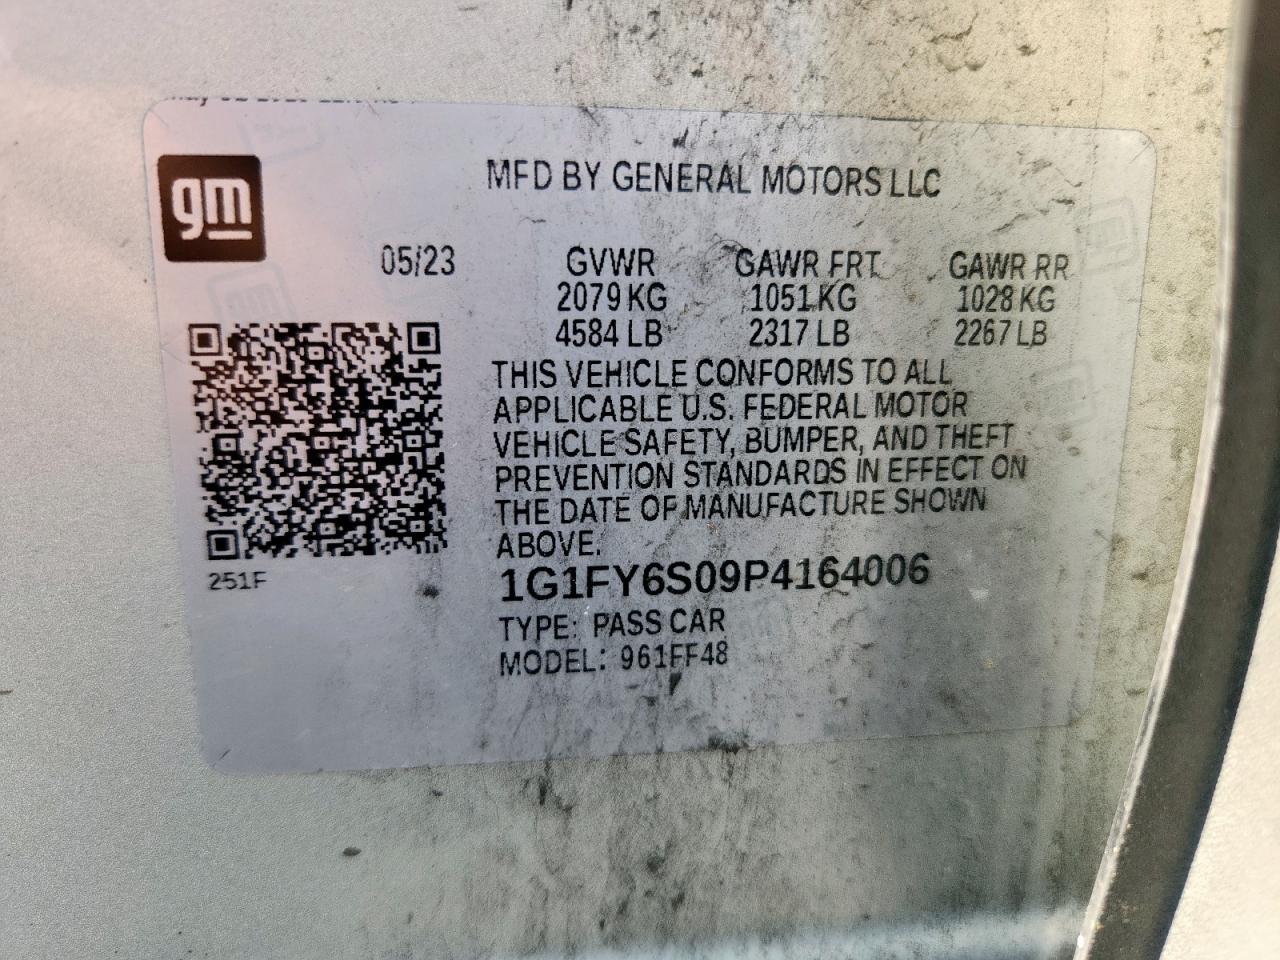 gm
MFD BY GENERAL MOTORS LLC
05/23
GVWR GAWR FRT GAWR RR
2079 KG 1051 KG 1028 KG
4584 LB 2317 LB 2267 LB
THIS VEHICLE CONFORMS TO ALL
APPLICABLE U.S. FEDERAL MOTOR
VEHICLE SAFETY, BUMPER, AND THEFT
PREVENTION STANDARDS IN EFFECT ON
THE DATE OF MANUFACTURE SHOWN
ABOVE.
251F
1G1FY6S09P4164006
TYPE: PASS CAR
MODEL: 961FF48